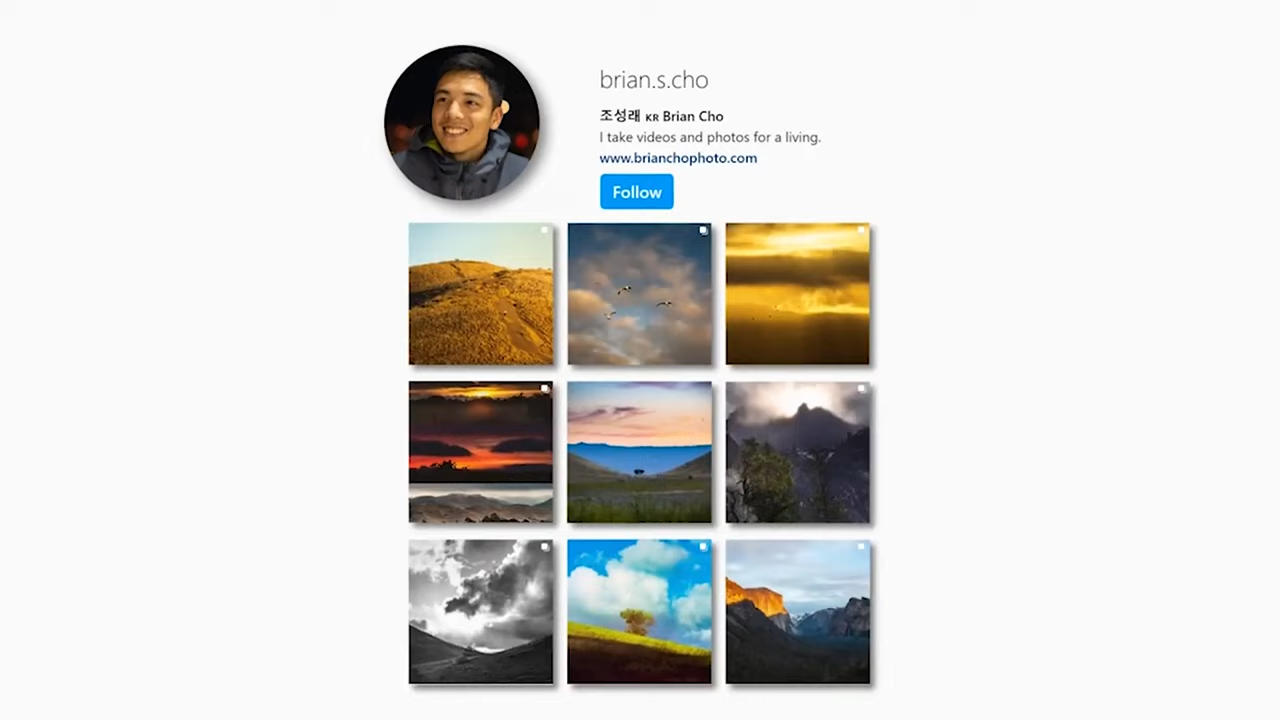 brian.s.cho
조성래 KR Brian Cho
I take videos and photos for a living.
www.brianchophoto.com
Follow